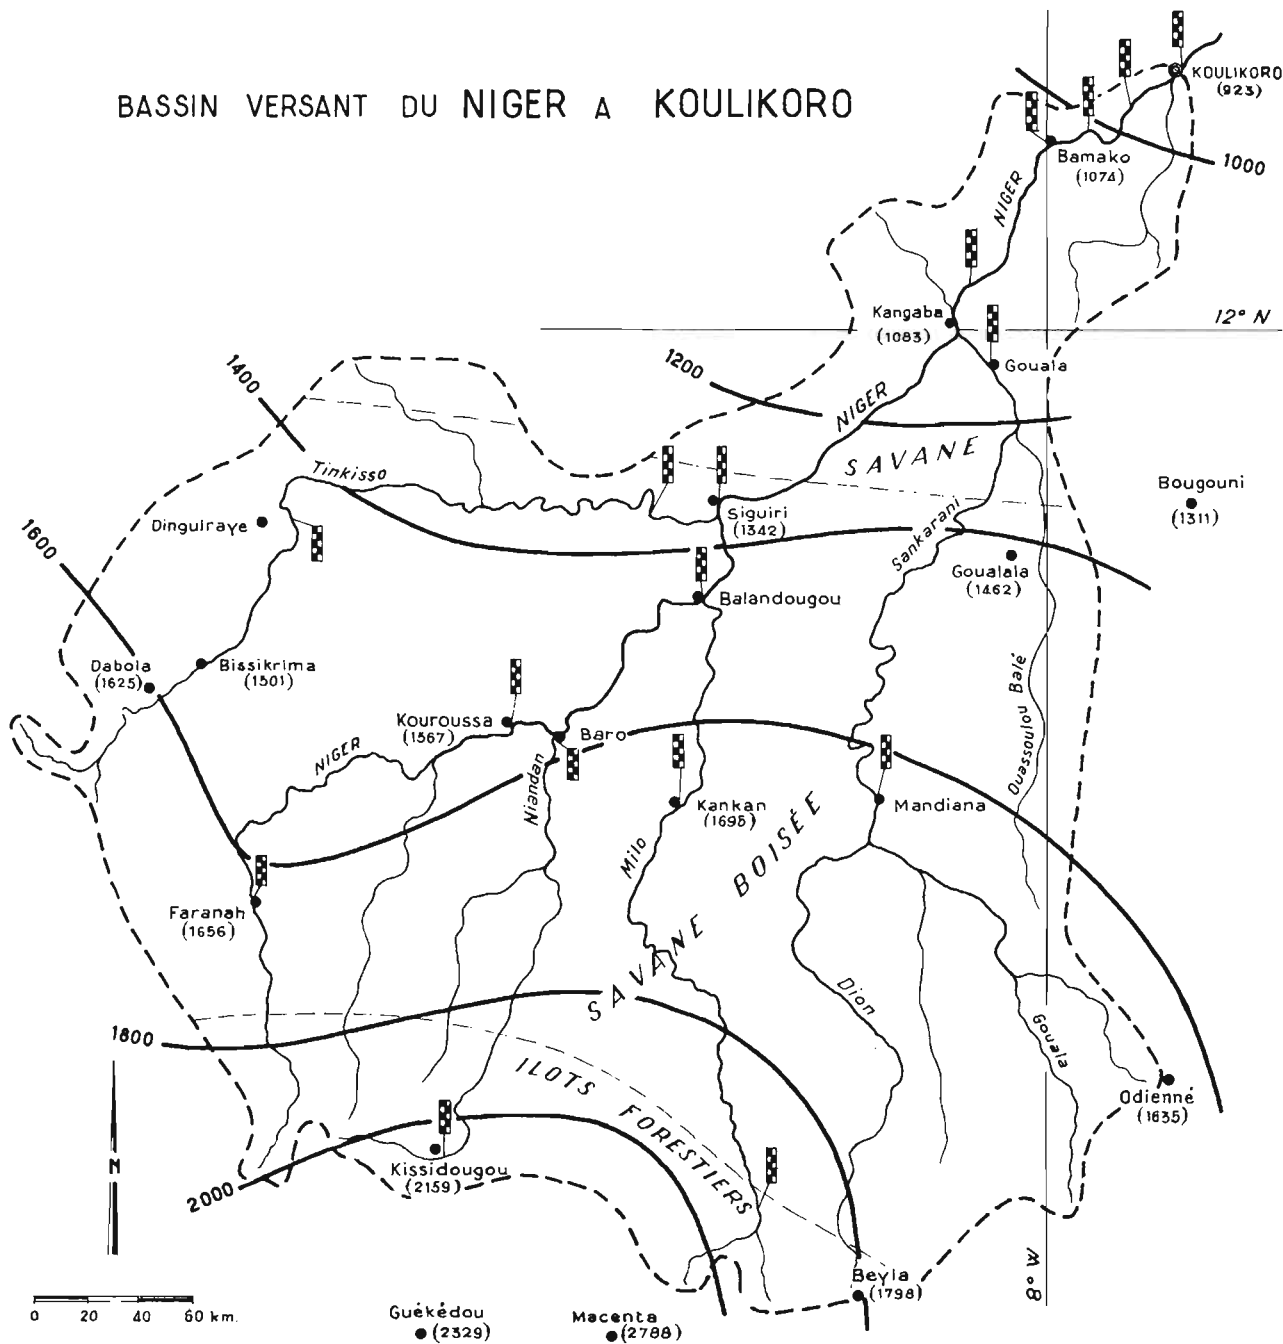 BASSIN VERSANT DU NIGER A KOULIKORO
KOULIKORO
(923)
Bamako
(1074)
1000
NIGER
Kangaba
(1083)
12° N
Gouala
1200
1400
NIGER
SAVANE
Tinkisso
Siguiri
(1342)
Bougouni
(1311)
Dinguiraye
1600
Sankarani
Goualala
(1462)
Balandougou
Dabola
(1625)
Bissikrima
(1501)
Ouassoulou Balé
Kouroussa
(1567)
Baro
NIGER
Niandan
Kankan
(1695)
Mandiana
Milo
SAVANE BOISÉE
Faranah
(1656)
Dion
Gouala
1800
ILOTS FORESTIERS
Odienné
(1635)
N
Kissidougou
(2159)
2000
8° W
Beyla
(1798)
0 20 40 60 km.
Guékédou
(2329)
Macenta
(2788)